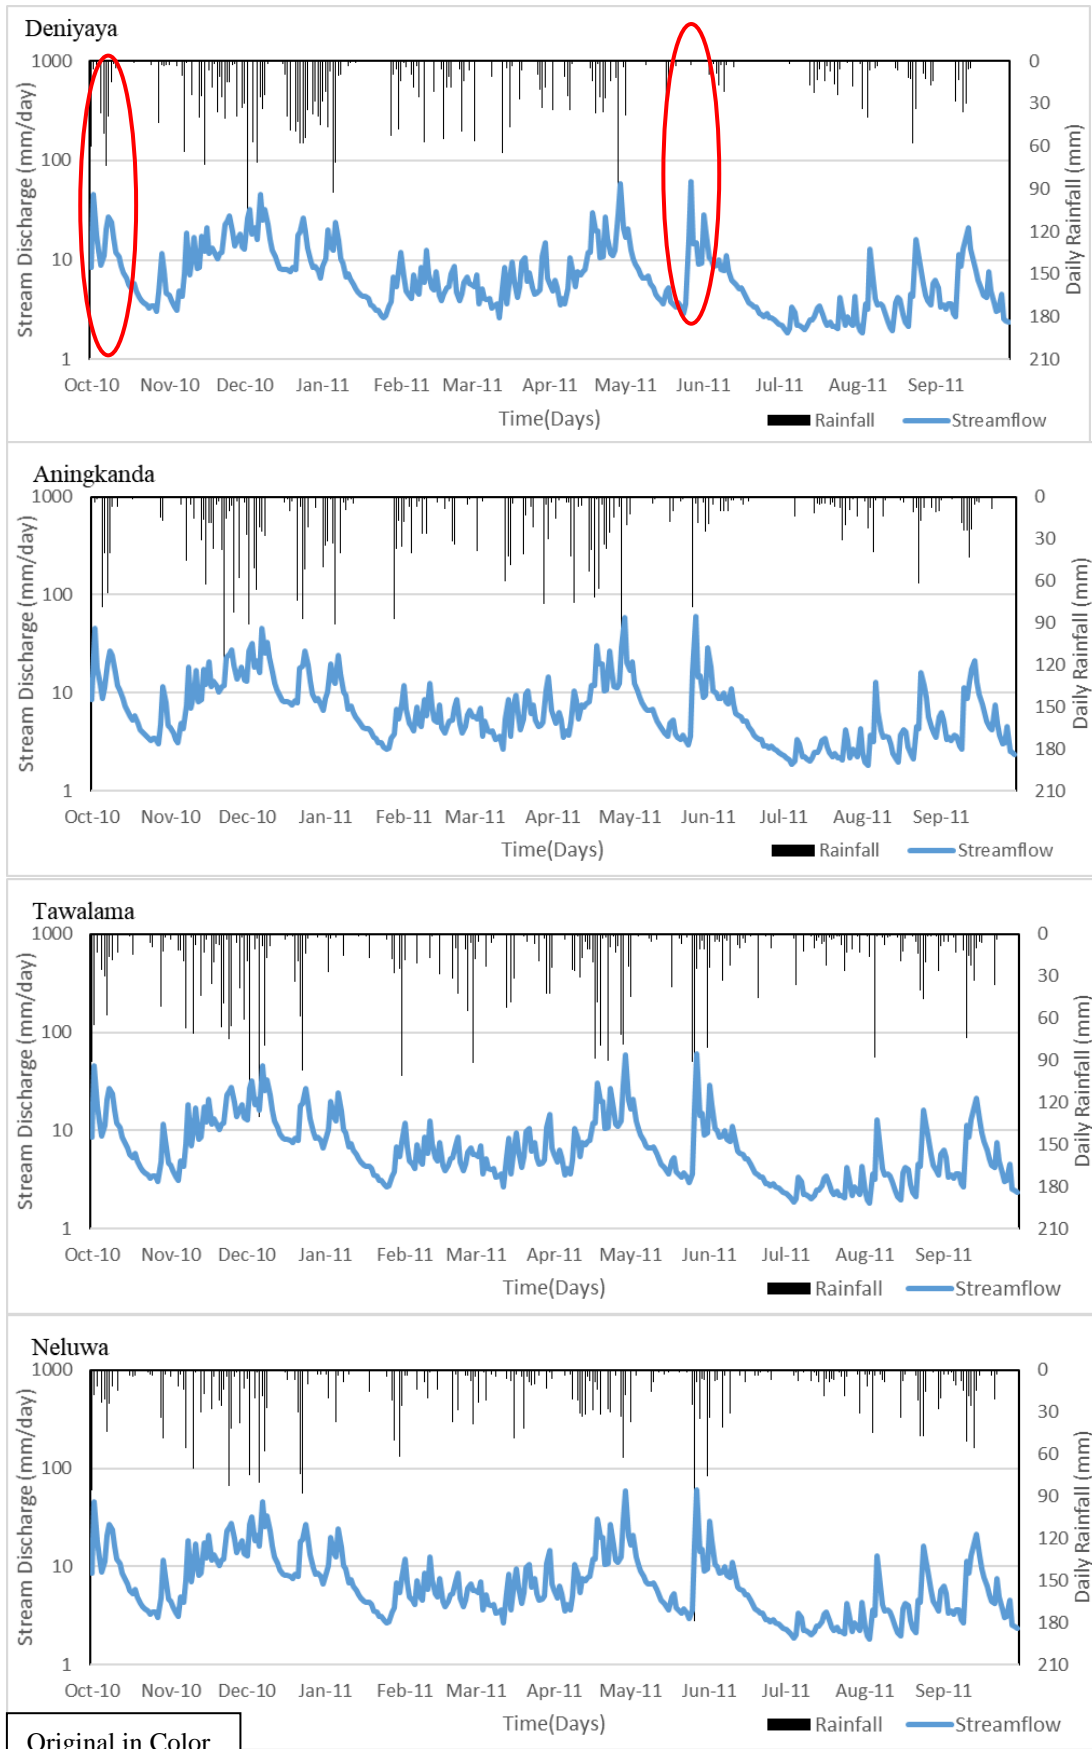 Deniyaya
1000
100
10
1
Stream Discharge (mm/day)
0
30
60
90
120
150
180
210
Daily Rainfall (mm)
Oct-10 Nov-10 Dec-10 Jan-11 Feb-11 Mar-11 Apr-11 May-11 Jun-11 Jul-11 Aug-11 Sep-11
Time(Days)
Rainfall Streamflow
Aningkanda
1000
100
10
1
Stream Discharge (mm/day)
0
30
60
90
120
150
180
210
Daily Rainfall (mm)
Oct-10 Nov-10 Dec-10 Jan-11 Feb-11 Mar-11 Apr-11 May-11 Jun-11 Jul-11 Aug-11 Sep-11
Time(Days)
Rainfall Streamflow
Tawalama
1000
100
10
1
Stream Discharge (mm/day)
0
30
60
90
120
150
180
210
Daily Rainfall (mm)
Oct-10 Nov-10 Dec-10 Jan-11 Feb-11 Mar-11 Apr-11 May-11 Jun-11 Jul-11 Aug-11 Sep-11
Time(Days)
Rainfall Streamflow
Neluwa
1000
100
10
1
Stream Discharge (mm/day)
0
30
60
90
120
150
180
210
Daily Rainfall (mm)
Oct-10 Nov-10 Dec-10 Jan-11 Feb-11 Mar-11 Apr-11 May-11 Jun-11 Jul-11 Aug-11 Sep-11
Time(Days)
Rainfall Streamflow
Original in Color